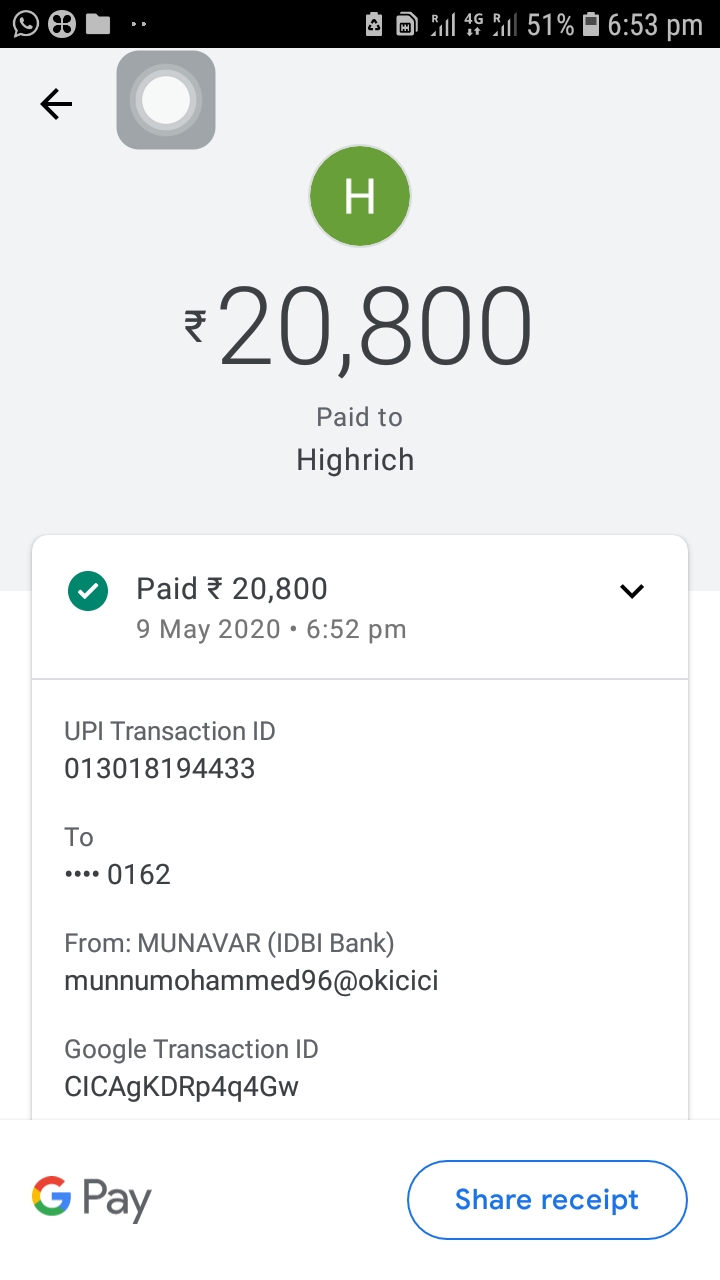 R 4G R 51% 6:53 pm
H
₹20,800
Paid to
Highrich
Paid ₹ 20,800
9 May 2020 • 6:52 pm
UPI Transaction ID
013018194433
To
•••• 0162
From: MUNAVAR (IDBI Bank)
munnumohammed96@okicici
Google Transaction ID
CICAgKDRp4q4Gw
G Pay
Share receipt